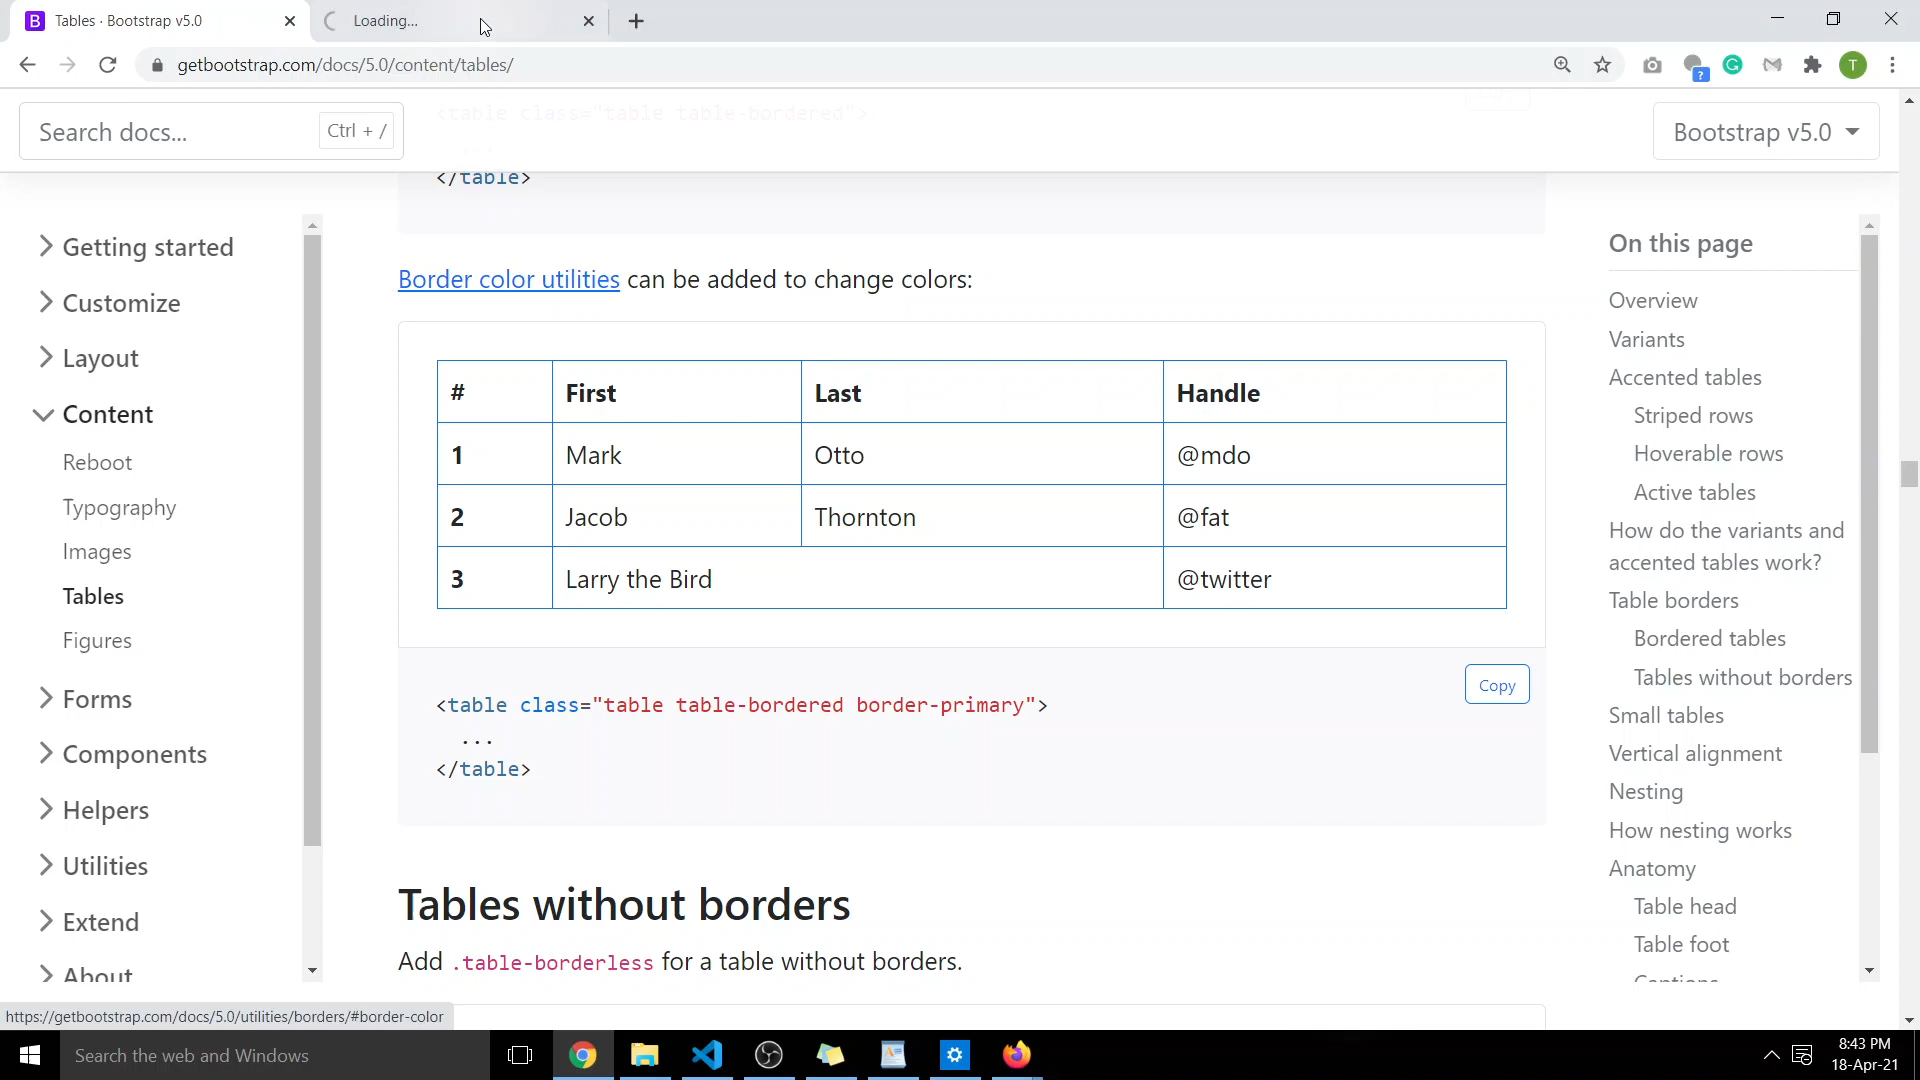 Tables · Bootstrap v5.0
Loading...
getbootstrap.com/docs/5.0/content/tables/
T
Search docs...
Ctrl + /
Bootstrap v5.0
<table class="table table-bordered">
...
</table>
Getting started
Customize
Layout
Content
Reboot
Typography
Images
Tables
Figures
Forms
Components
Helpers
Utilities
Extend
About
Border color utilities can be added to change colors:
# First Last Handle
1 Mark Otto @mdo
2 Jacob Thornton @fat
3 Larry the Bird @twitter
Copy
<table class="table table-bordered border-primary">
...
</table>
Tables without borders
Add .table-borderless for a table without borders.
On this page
Overview
Variants
Accented tables
Striped rows
Hoverable rows
Active tables
How do the variants and
accented tables work?
Table borders
Bordered tables
Tables without borders
Small tables
Vertical alignment
Nesting
How nesting works
Anatomy
Table head
Table foot
Captions
https://getbootstrap.com/docs/5.0/utilities/borders/#border-color
Search the web and Windows
8:43 PM
18-Apr-21